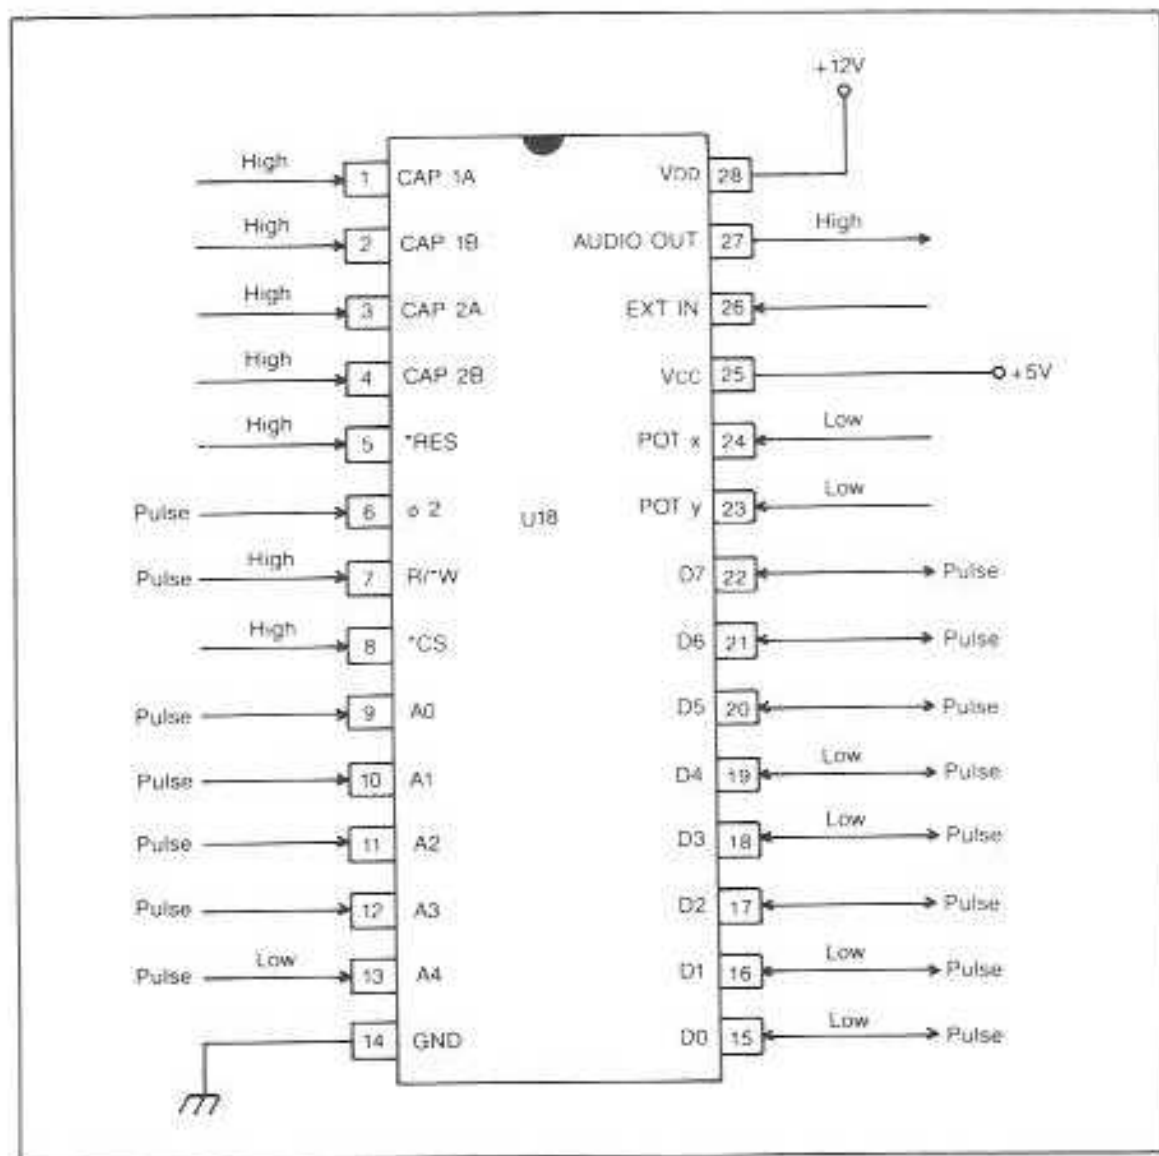 +12V
High 1 CAP 1A VDD 28
High 2 CAP 1B AUDIO OUT 27 High
High 3 CAP 2A EXT IN 26
High 4 CAP 2B VCC 25 +5V
High 5 *RES POT x 24 Low
Pulse 6 ø 2 U18 POT y 23 Low
Pulse High 7 R/*W D7 22 Pulse
High 8 *CS D6 21 Pulse
Pulse 9 A0 D5 20 Pulse
Pulse 10 A1 D4 19 Low Pulse
Pulse 11 A2 D3 18 Low Pulse
Pulse 12 A3 D2 17 Pulse
Pulse Low 13 A4 D1 16 Low Pulse
14 GND D0 15 Low Pulse